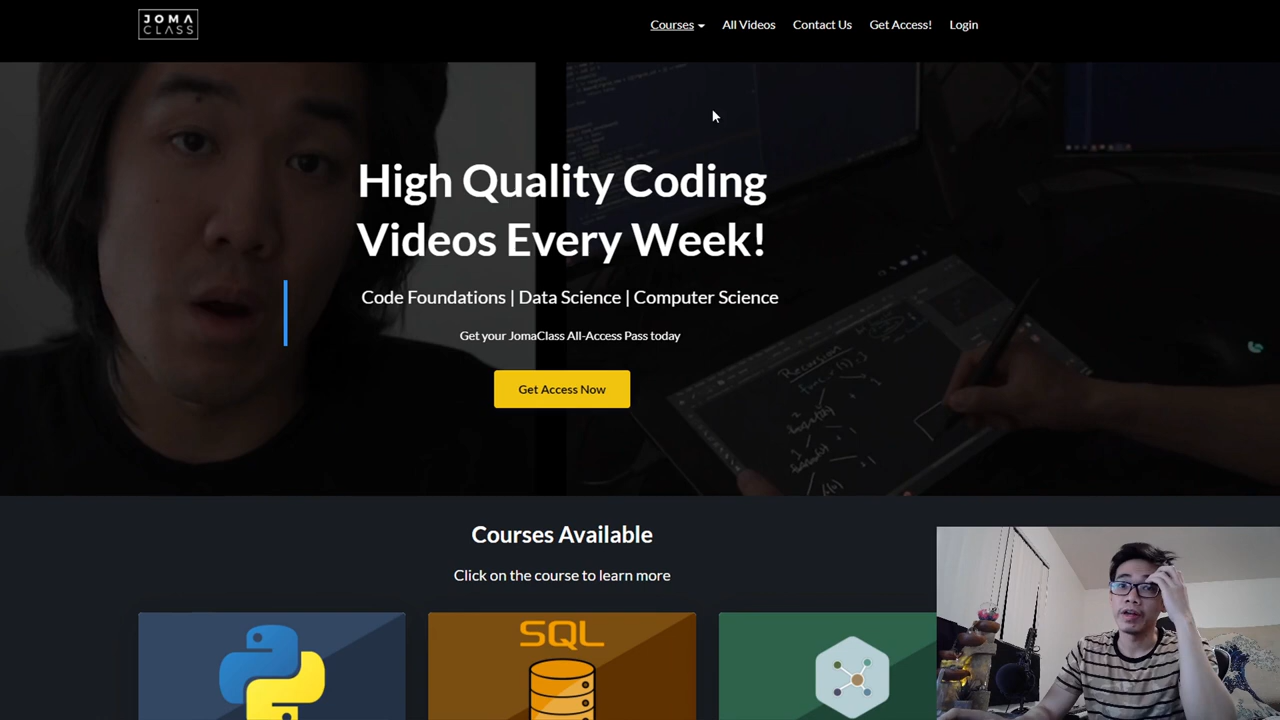 JOMA
CLASS
Courses
All Videos
Contact Us
Get Access!
Login
High Quality Coding
Videos Every Week!
Code Foundations | Data Science | Computer Science
Get your JomaClass All-Access Pass today
Get Access Now
Recursion
Courses Available
Click on the course to learn more
SQL